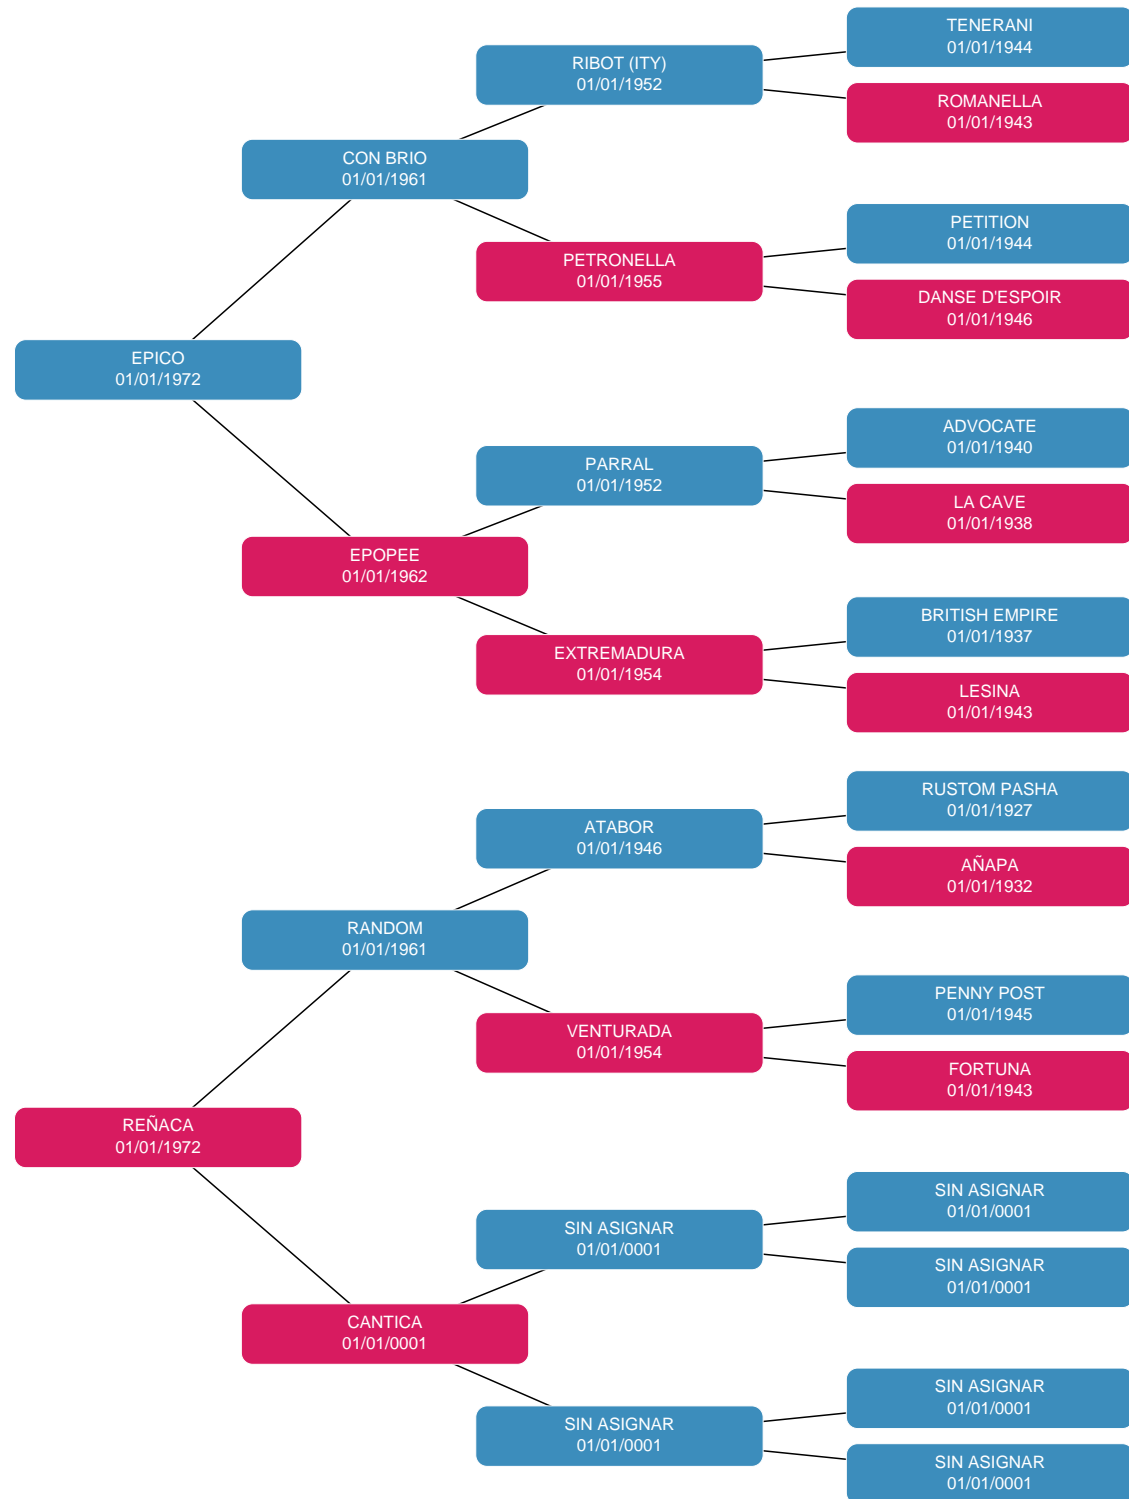 TENERANI
01/01/1944
RIBOT (ITY)
01/01/1952
ROMANELLA
01/01/1943
CON BRIO
01/01/1961
PETITION
01/01/1944
PETRONELLA
01/01/1955
DANSE D'ESPOIR
01/01/1946
EPICO
01/01/1972
ADVOCATE
01/01/1940
PARRAL
01/01/1952
LA CAVE
01/01/1938
EPOPEE
01/01/1962
BRITISH EMPIRE
01/01/1937
EXTREMADURA
01/01/1954
LESINA
01/01/1943
RUSTOM PASHA
01/01/1927
ATABOR
01/01/1946
AÑAPA
01/01/1932
RANDOM
01/01/1961
PENNY POST
01/01/1945
VENTURADA
01/01/1954
FORTUNA
01/01/1943
REÑACA
01/01/1972
SIN ASIGNAR
01/01/0001
SIN ASIGNAR
01/01/0001
SIN ASIGNAR
01/01/0001
CANTICA
01/01/0001
SIN ASIGNAR
01/01/0001
SIN ASIGNAR
01/01/0001
SIN ASIGNAR
01/01/0001